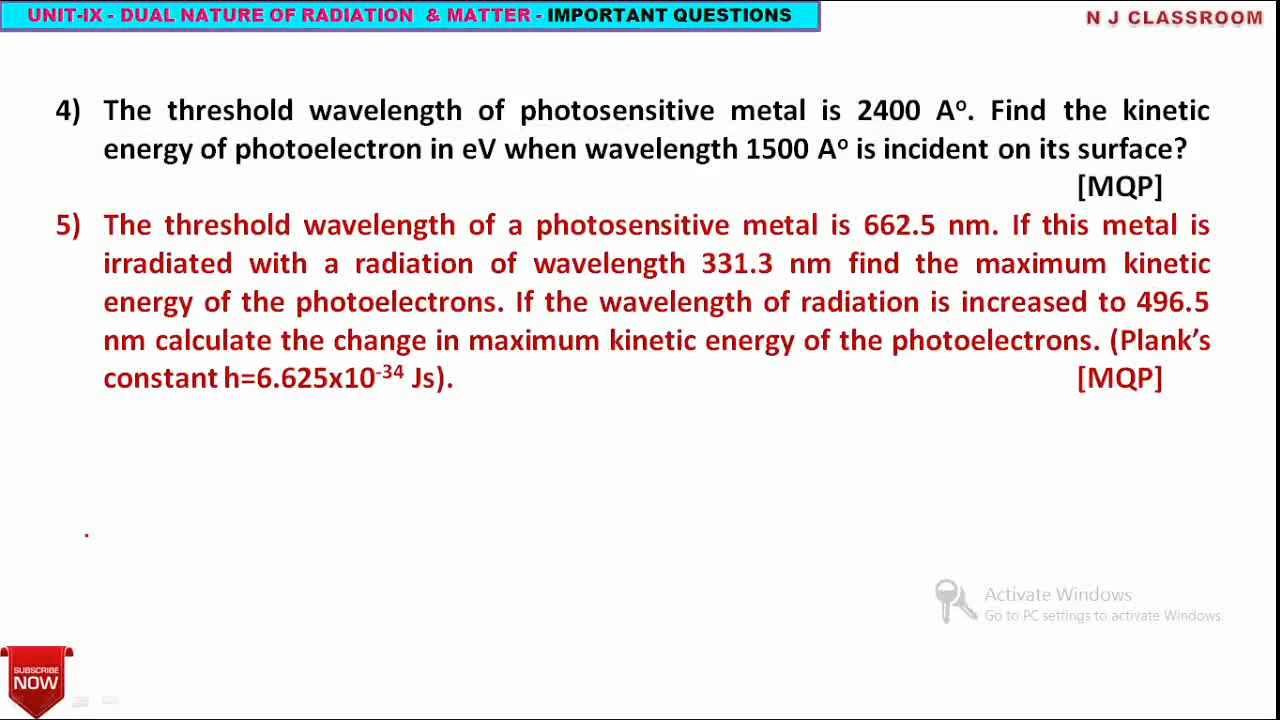 UNIT-IX - DUAL NATURE OF RADIATION & MATTER - IMPORTANT QUESTIONS
N J CLASSROOM
4) The threshold wavelength of photosensitive metal is 2400 Aº. Find the kinetic
energy of photoelectron in eV when wavelength 1500 Aº is incident on its surface?
[MQP]
5) The threshold wavelength of a photosensitive metal is 662.5 nm. If this metal is
irradiated with a radiation of wavelength 331.3 nm find the maximum kinetic
energy of the photoelectrons. If the wavelength of radiation is increased to 496.5
nm calculate the change in maximum kinetic energy of the photoelectrons. (Plank’s
constant h=6.625x10⁻³⁴ Js).
[MQP]
Activate Windows
Go to PC settings to activate Windows.
SUBSCRIBE
NOW